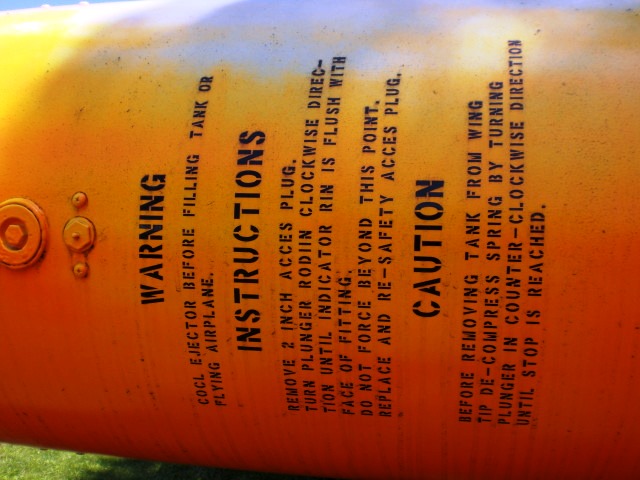 WARNING
COCL EJECTOR BEFORE FILLING TANK OR
FLYING AIRPLANE.
INSTRUCTIONS
REMOVE 2 INCH ACCES PLUG.
TURN PLUNGER RODIIN CLOCKWISE DIREC-
TION UNTIL INDICATOR RIN IS FLUSH WITH
FACE OF FITTING.
DO NOT FORCE BEYOND THIS POINT.
REPLACE AND RE-SAFETY ACCES PLUG.
CAUTION
BEFORE REMOVING TANK FROM WING
TIP DE-COMPRESS SPRING BY TURNING
PLUNGER IN COUNTER-CLOCKWISE DIRECTION
UNTIL STOP IS REACHED.